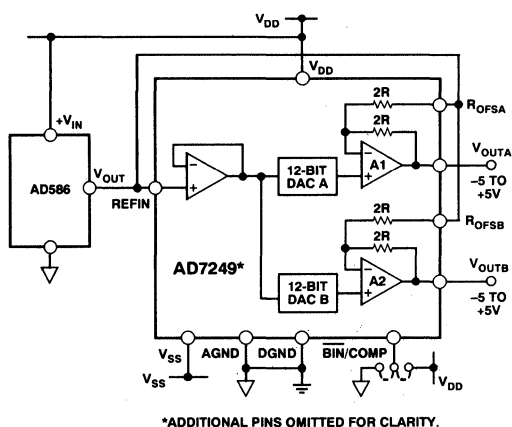 VDD
VDD
+VIN
AD586
VOUT
REFIN
2R
2R
ROFSA
A1
VOUTA
–5 TO
+5V
12-BIT
DAC A
AD7249*
2R
2R
ROFSB
A2
VOUTB
–5 TO
+5V
12-BIT
DAC B
VSS
AGND
DGND
BIN/COMP
VSS
VDD
*ADDITIONAL PINS OMITTED FOR CLARITY.